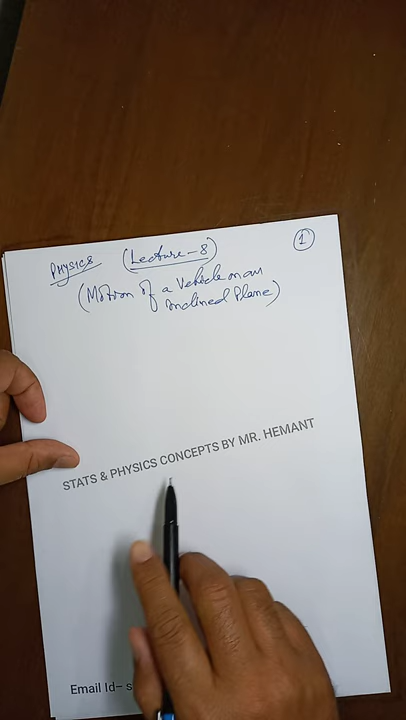 PHYSICS (Lecture-8) 1
(Motion of a Vehicle on an
Inclined Plane)
STATS & PHYSICS CONCEPTS BY MR. HEMANT
Email Id– s